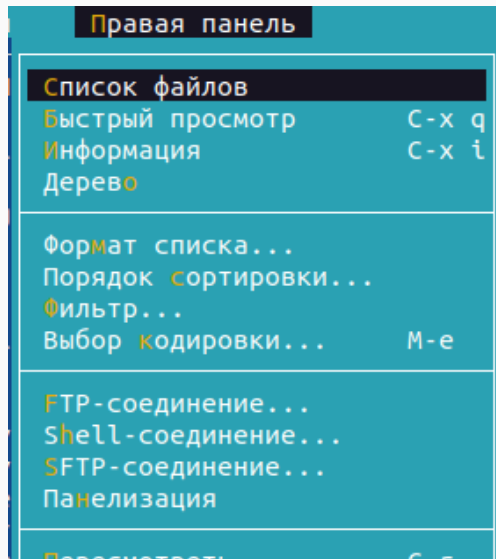 Правая панель
Список файлов
Быстрый просмотр C-x q
Информация C-x i
Дерево
Формат списка...
Порядок сортировки...
Фильтр...
Выбор кодировки... M-e
FTP-соединение...
Shell-соединение...
SFTP-соединение...
Панелизация